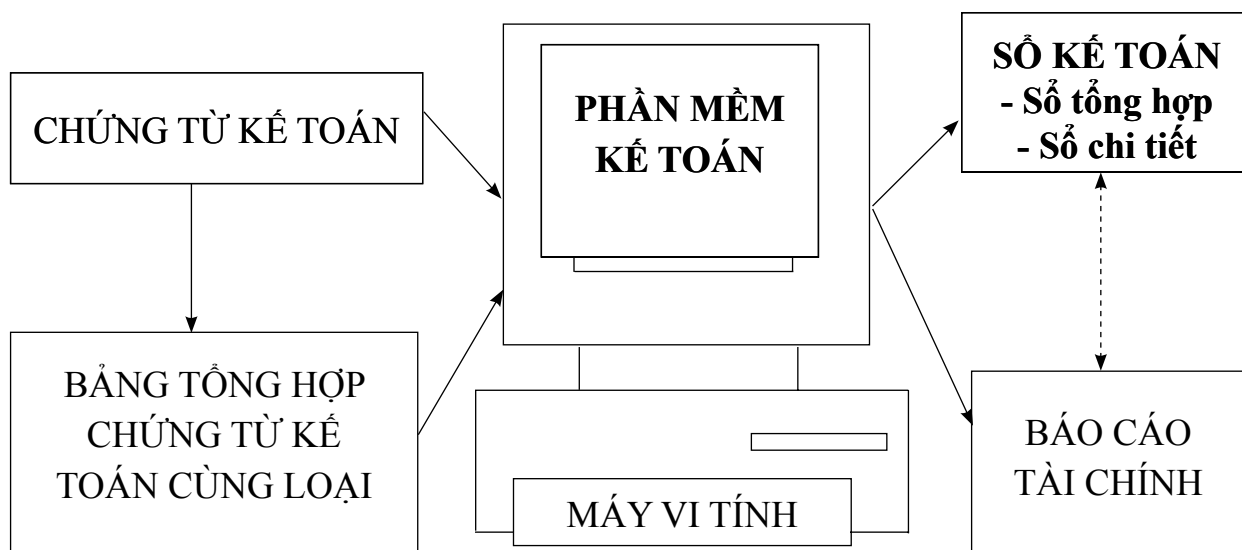 CHỨNG TỪ KẾ TOÁN
BẢNG TỔNG HỢP
CHỨNG TỪ KẾ
TOÁN CÙNG LOẠI
PHẦN MỀM
KẾ TOÁN
MÁY VI TÍNH
SỔ KẾ TOÁN
- Sổ tổng hợp
- Sổ chi tiết
BÁO CÁO
TÀI CHÍNH